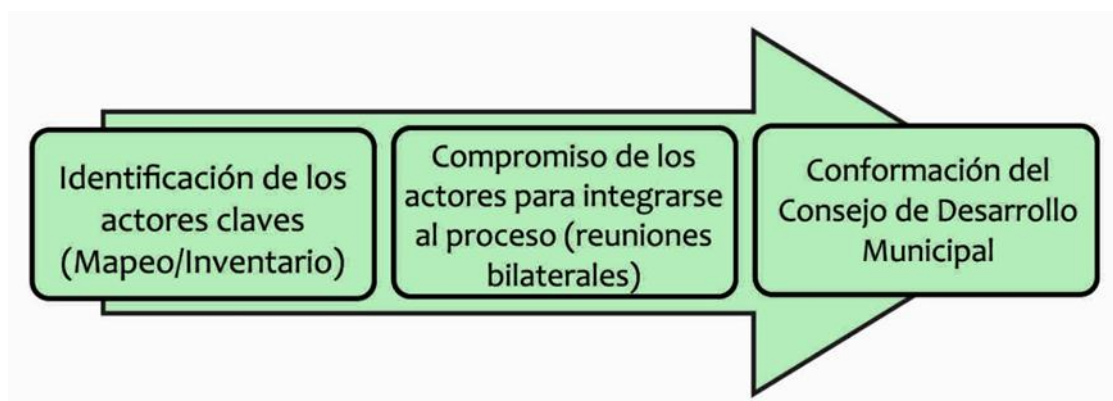 Identificación de los
actores claves
(Mapeo/Inventario)
Compromiso de los
actores para integrarse
al proceso (reuniones
bilaterales)
Conformación del
Consejo de Desarrollo
Municipal